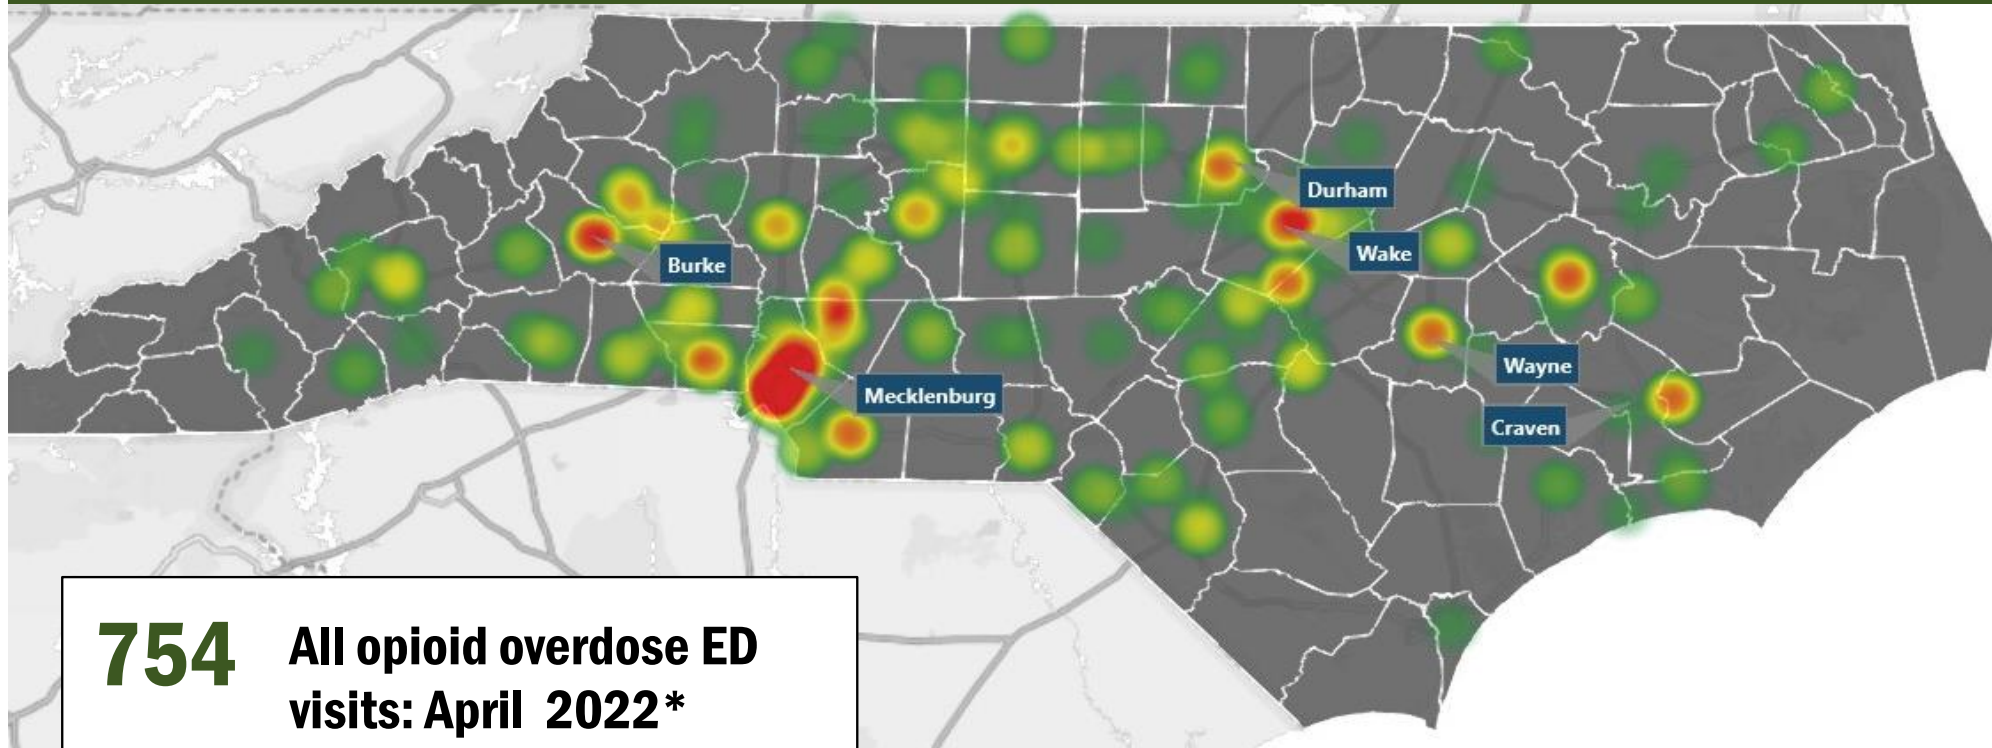 Durham
Wake
Burke
Wayne
Mecklenburg
Craven
754
All opioid overdose ED
visits: April 2022*